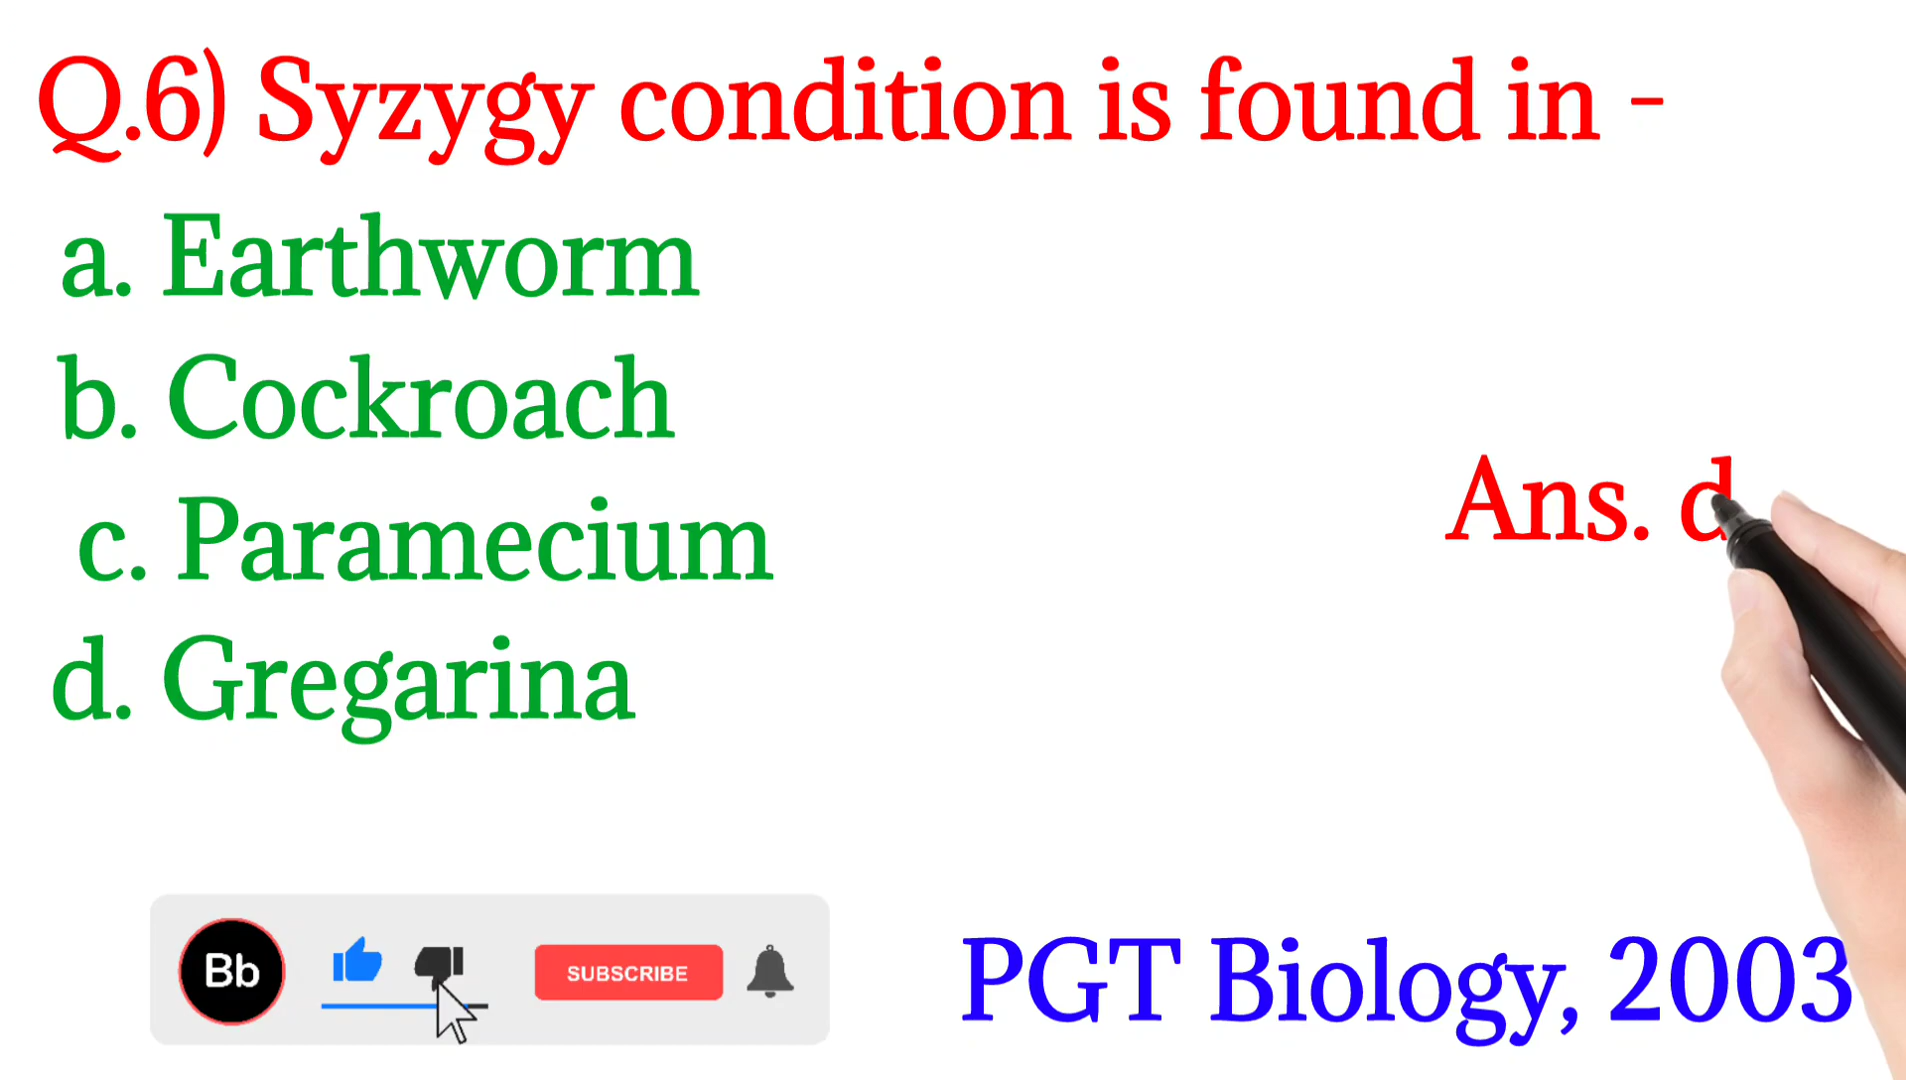 Q.6) Syzygy condition is found in -
a. Earthworm
b. Cockroach
c. Paramecium
d. Gregarina
Ans. d
Bb
SUBSCRIBE
PGT Biology, 2003